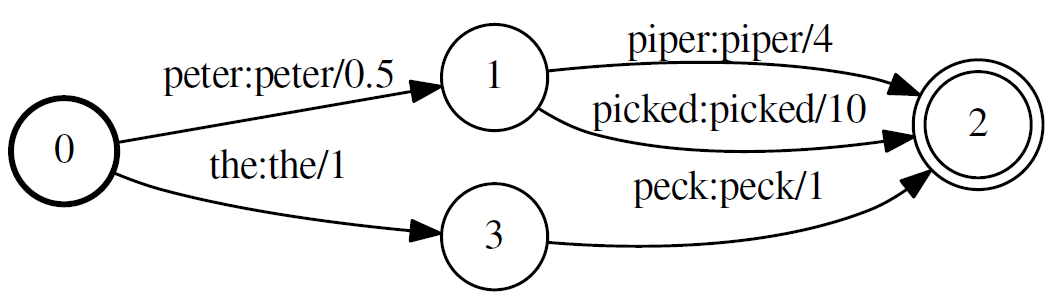 peter:peter/0.5
piper:piper/4
picked:picked/10
the:the/1
peck:peck/1
0
1
2
3